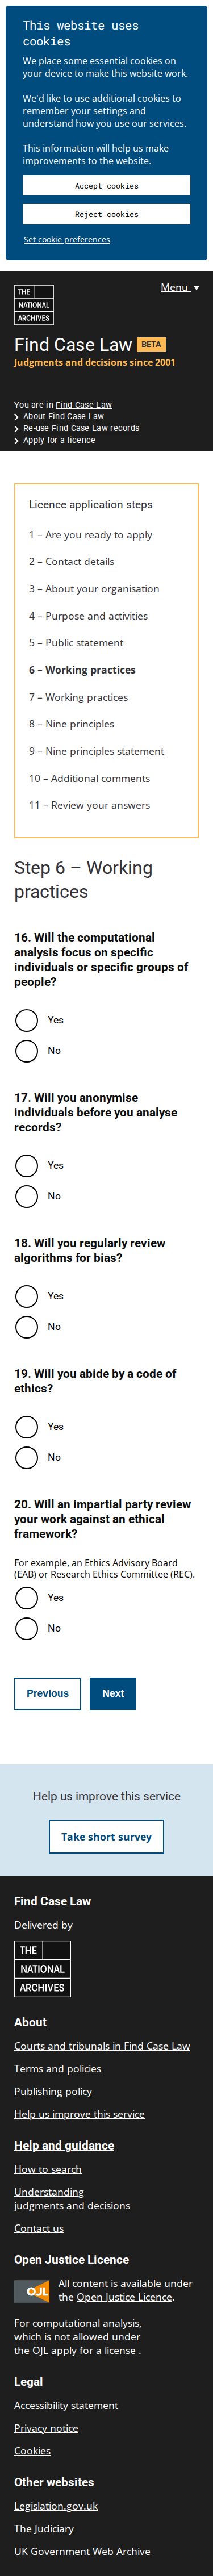 This website uses
cookies
We place some essential cookies on
your device to make this website work.
We'd like to use additional cookies to
remember your settings and
understand how you use our services.
This information will help us make
improvements to the website.
Accept cookies
Reject cookies
Set cookie preferences
THE
NATIONAL
ARCHIVES
Menu
Find Case Law BETA
Judgments and decisions since 2001
You are in Find Case Law
About Find Case Law
Re-use Find Case Law records
Apply for a licence
Licence application steps
1 – Are you ready to apply
2 – Contact details
3 – About your organisation
4 – Purpose and activities
5 – Public statement
6 – Working practices
7 – Working practices
8 – Nine principles
9 – Nine principles statement
10 – Additional comments
11 – Review your answers
Step 6 – Working
practices
16. Will the computational
analysis focus on specific
individuals or specific groups of
people?
Yes
No
17. Will you anonymise
individuals before you analyse
records?
Yes
No
18. Will you regularly review
algorithms for bias?
Yes
No
19. Will you abide by a code of
ethics?
Yes
No
20. Will an impartial party review
your work against an ethical
framework?
For example, an Ethics Advisory Board
(EAB) or Research Ethics Committee (REC).
Yes
No
Previous Next
Help us improve this service
Take short survey
Find Case Law
Delivered by
THE
NATIONAL
ARCHIVES
About
Courts and tribunals in Find Case Law
Terms and policies
Publishing policy
Help us improve this service
Help and guidance
How to search
Understanding
judgments and decisions
Contact us
Open Justice Licence
OJL
All content is available under
the Open Justice Licence.
For computational analysis,
which is not allowed under
the OJL apply for a license .
Legal
Accessibility statement
Privacy notice
Cookies
Other websites
Legislation.gov.uk
The Judiciary
UK Government Web Archive